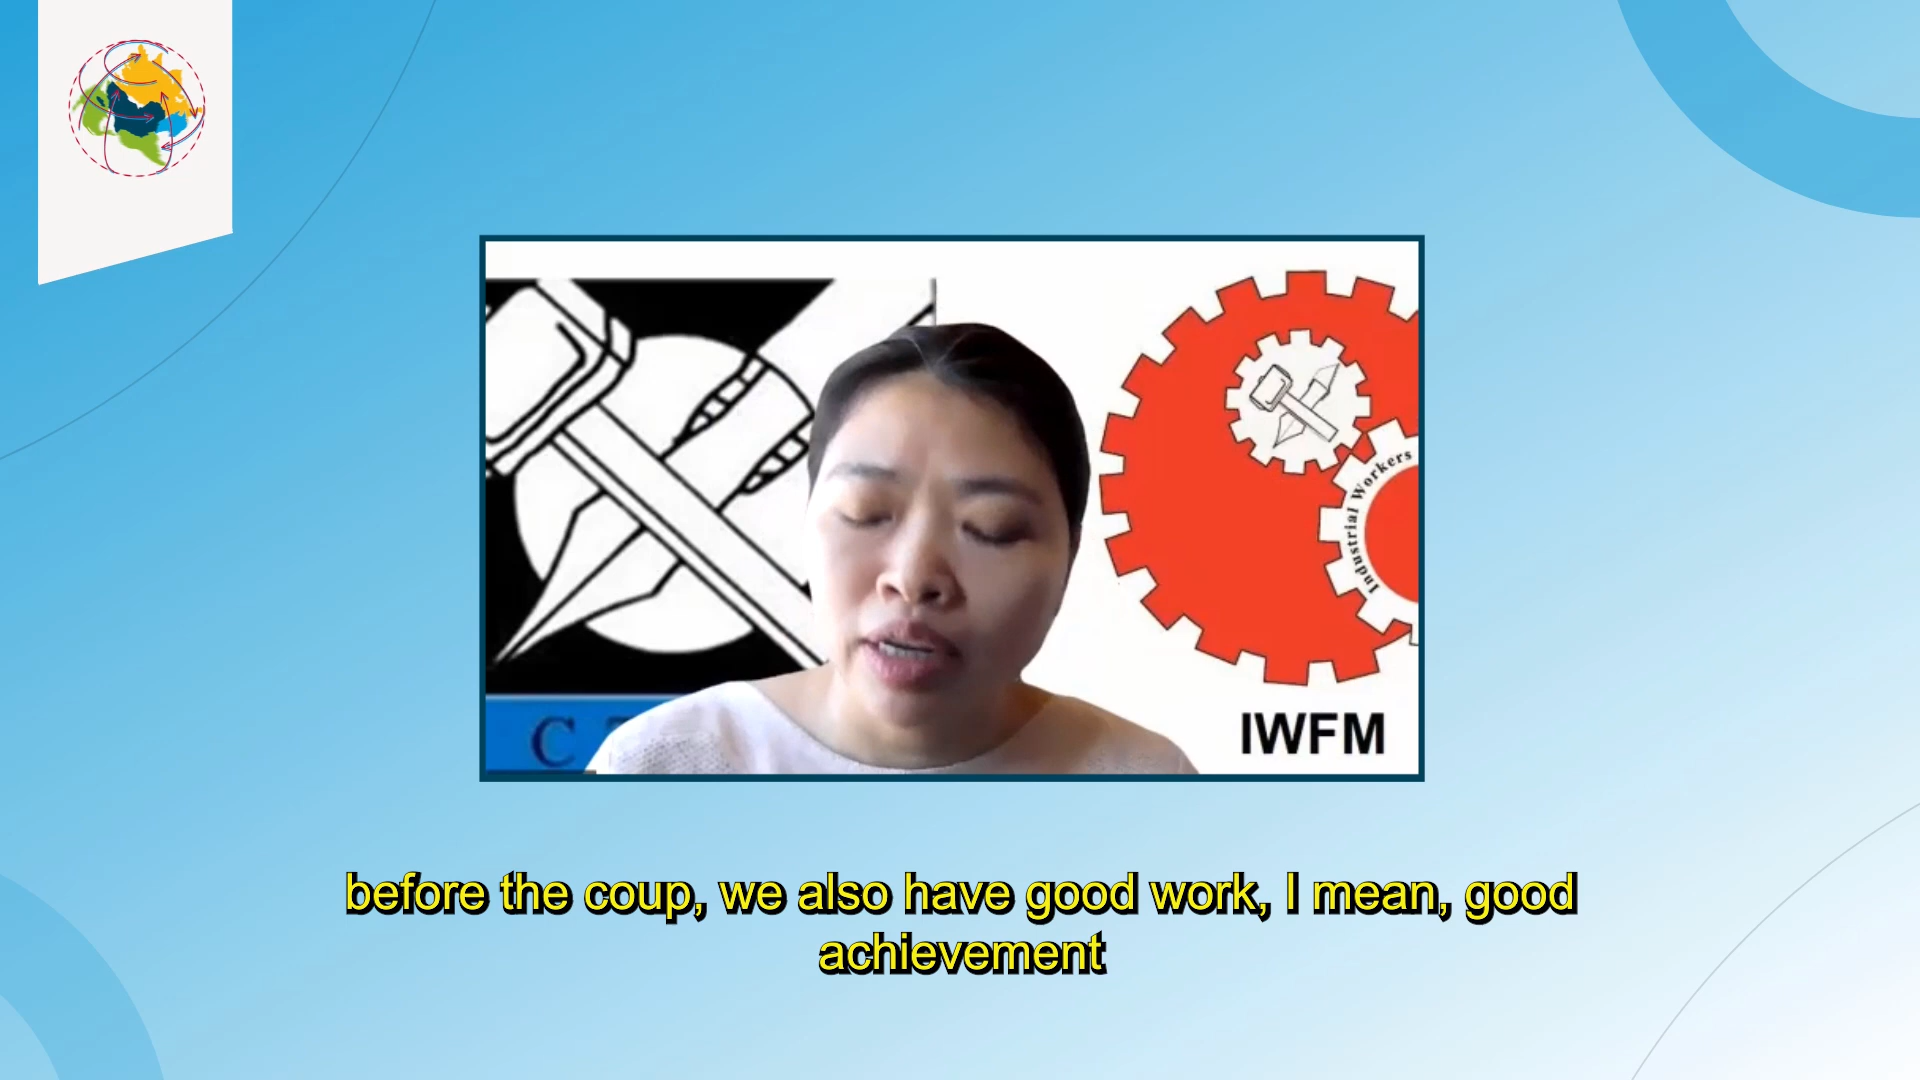 Industrial Workers
C
IWFM
before the coup, we also have good work, I mean, good
achievement